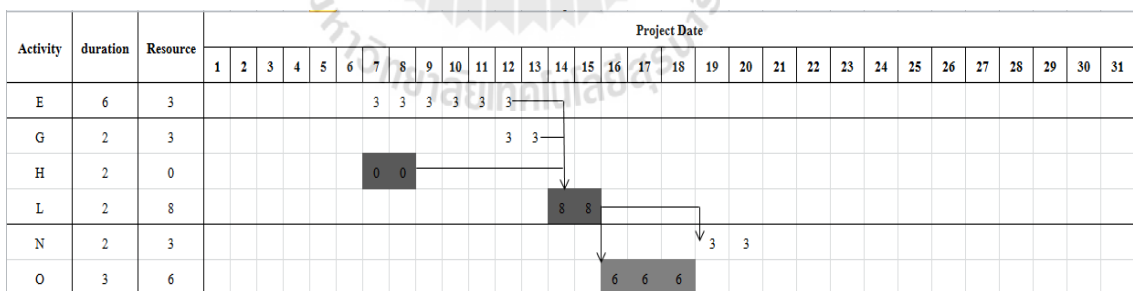 Activity duration Resource Project Date
1 2 3 4 5 6 7 8 9 10 11 12 13 14 15 16 17 18 19 20 21 22 23 24 25 26 27 28 29 30 31
E 6 3 3 3 3 3 3 3
G 2 3 3 3
H 2 0 0 0
L 2 8 8 8
N 2 3 3 3
O 3 6 6 6 6